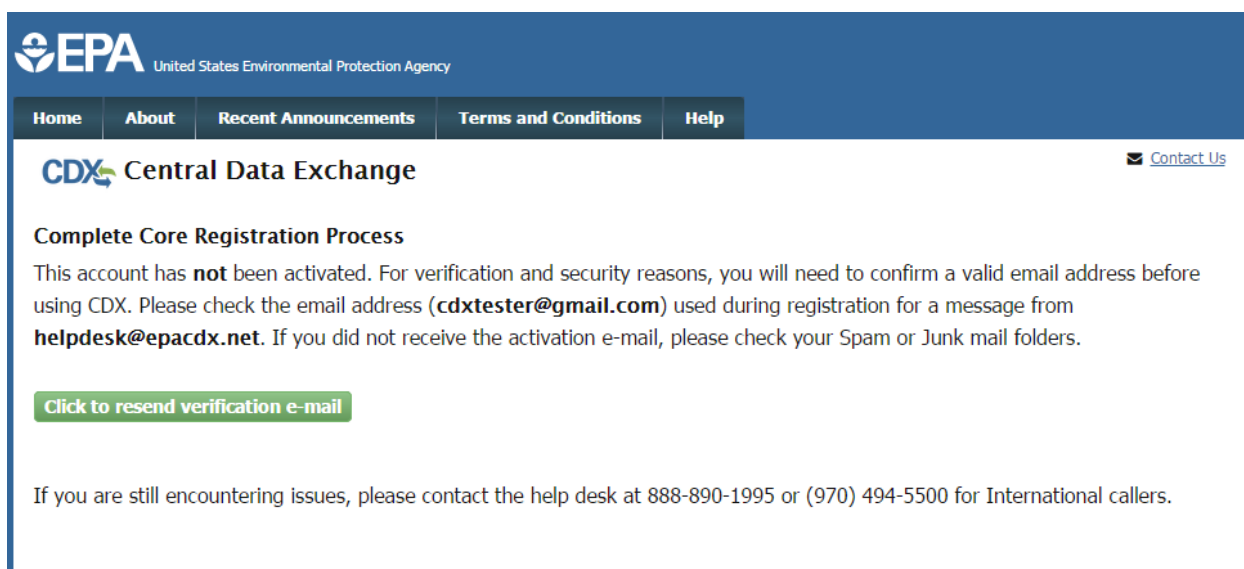 EPA United States Environmental Protection Agency
Home About Recent Announcements Terms and Conditions Help
Contact Us
CDX Central Data Exchange
Complete Core Registration Process
This account has not been activated. For verification and security reasons, you will need to confirm a valid email address before
using CDX. Please check the email address (cdxtester@gmail.com) used during registration for a message from
helpdesk@epacdx.net. If you did not receive the activation e-mail, please check your Spam or Junk mail folders.
Click to resend verification e-mail
If you are still encountering issues, please contact the help desk at 888-890-1995 or (970) 494-5500 for International callers.